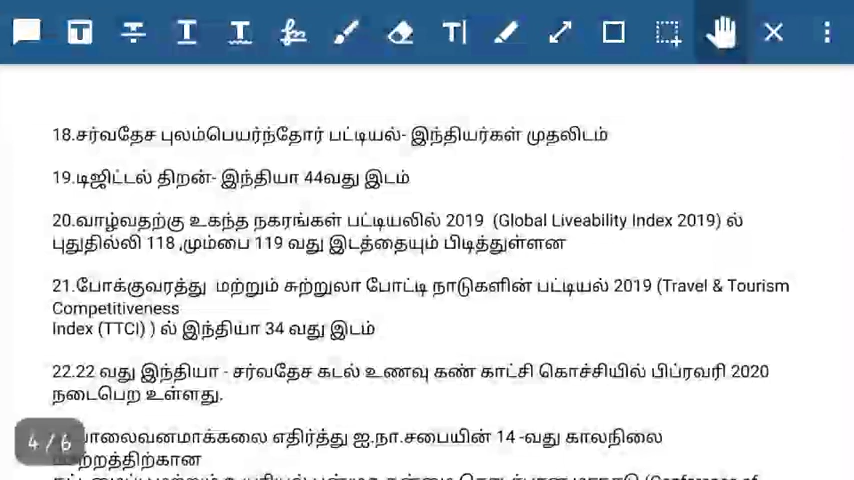 18.சர்வதேச புலம்பெயர்ந்தோர் பட்டியல்- இந்தியர்கள் முதலிடம்
19.டிஜிட்டல் திறன்- இந்தியா 44வது இடம்
20.வாழ்வதற்கு உகந்த நகரங்கள் பட்டியலில் 2019 (Global Liveability Index 2019) ல்
புதுதில்லி 118 ,மும்பை 119 வது இடத்தையும் பிடித்துள்ளன
21.போக்குவரத்து மற்றும் சுற்றுலா போட்டி நாடுகளின் பட்டியல் 2019 (Travel & Tourism
Competitiveness
Index (TTCI) ) ல் இந்தியா 34 வது இடம்
22.22 வது இந்தியா - சர்வதேச கடல் உணவு கண் காட்சி கொச்சியில் பிப்ரவரி 2020
நடைபெற உள்ளது.
எதிர்த்து ஐ.நா.சபையின் 14 -வது காலநிலை
4 / 6
(Conference of